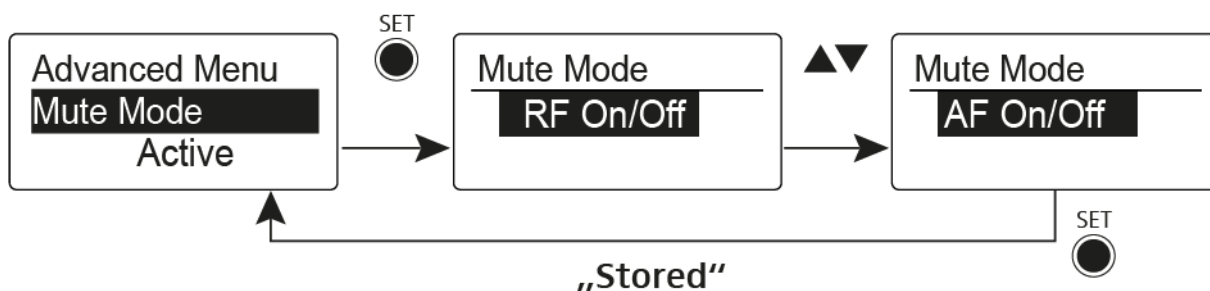 Advanced Menu
Mute Mode
Active
SET
Mute Mode
RF On/Off
Mute Mode
AF On/Off
SET
„Stored“